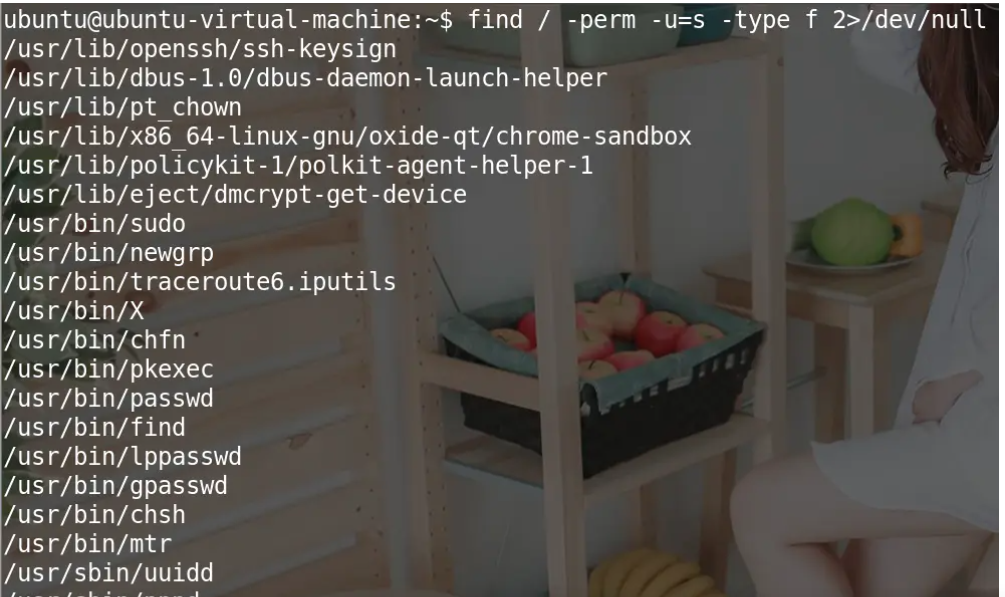 ubuntu@ubuntu-virtual-machine:~$ find / -perm -u=s -type f 2>/dev/null
/usr/lib/openssh/ssh-keysign
/usr/lib/dbus-1.0/dbus-daemon-launch-helper
/usr/lib/pt_chown
/usr/lib/x86_64-linux-gnu/oxide-qt/chrome-sandbox
/usr/lib/policykit-1/polkit-agent-helper-1
/usr/lib/eject/dmcrypt-get-device
/usr/bin/sudo
/usr/bin/newgrp
/usr/bin/traceroute6.iputils
/usr/bin/X
/usr/bin/chfn
/usr/bin/pkexec
/usr/bin/passwd
/usr/bin/find
/usr/bin/lppasswd
/usr/bin/gpasswd
/usr/bin/chsh
/usr/bin/mtr
/usr/sbin/uuidd